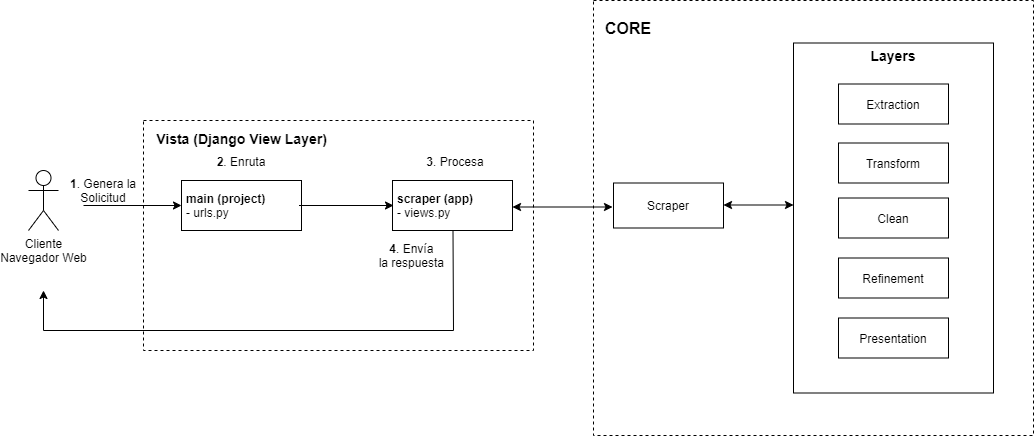 CORE
Layers
Extraction
Transform
Clean
Refinement
Presentation
Scraper
Vista (Django View Layer)
2. Enruta
3. Procesa
1. Genera la
Solicitud
main (project)
- urls.py
scraper (app)
- views.py
4. Envía
la respuesta
Cliente
Navegador Web